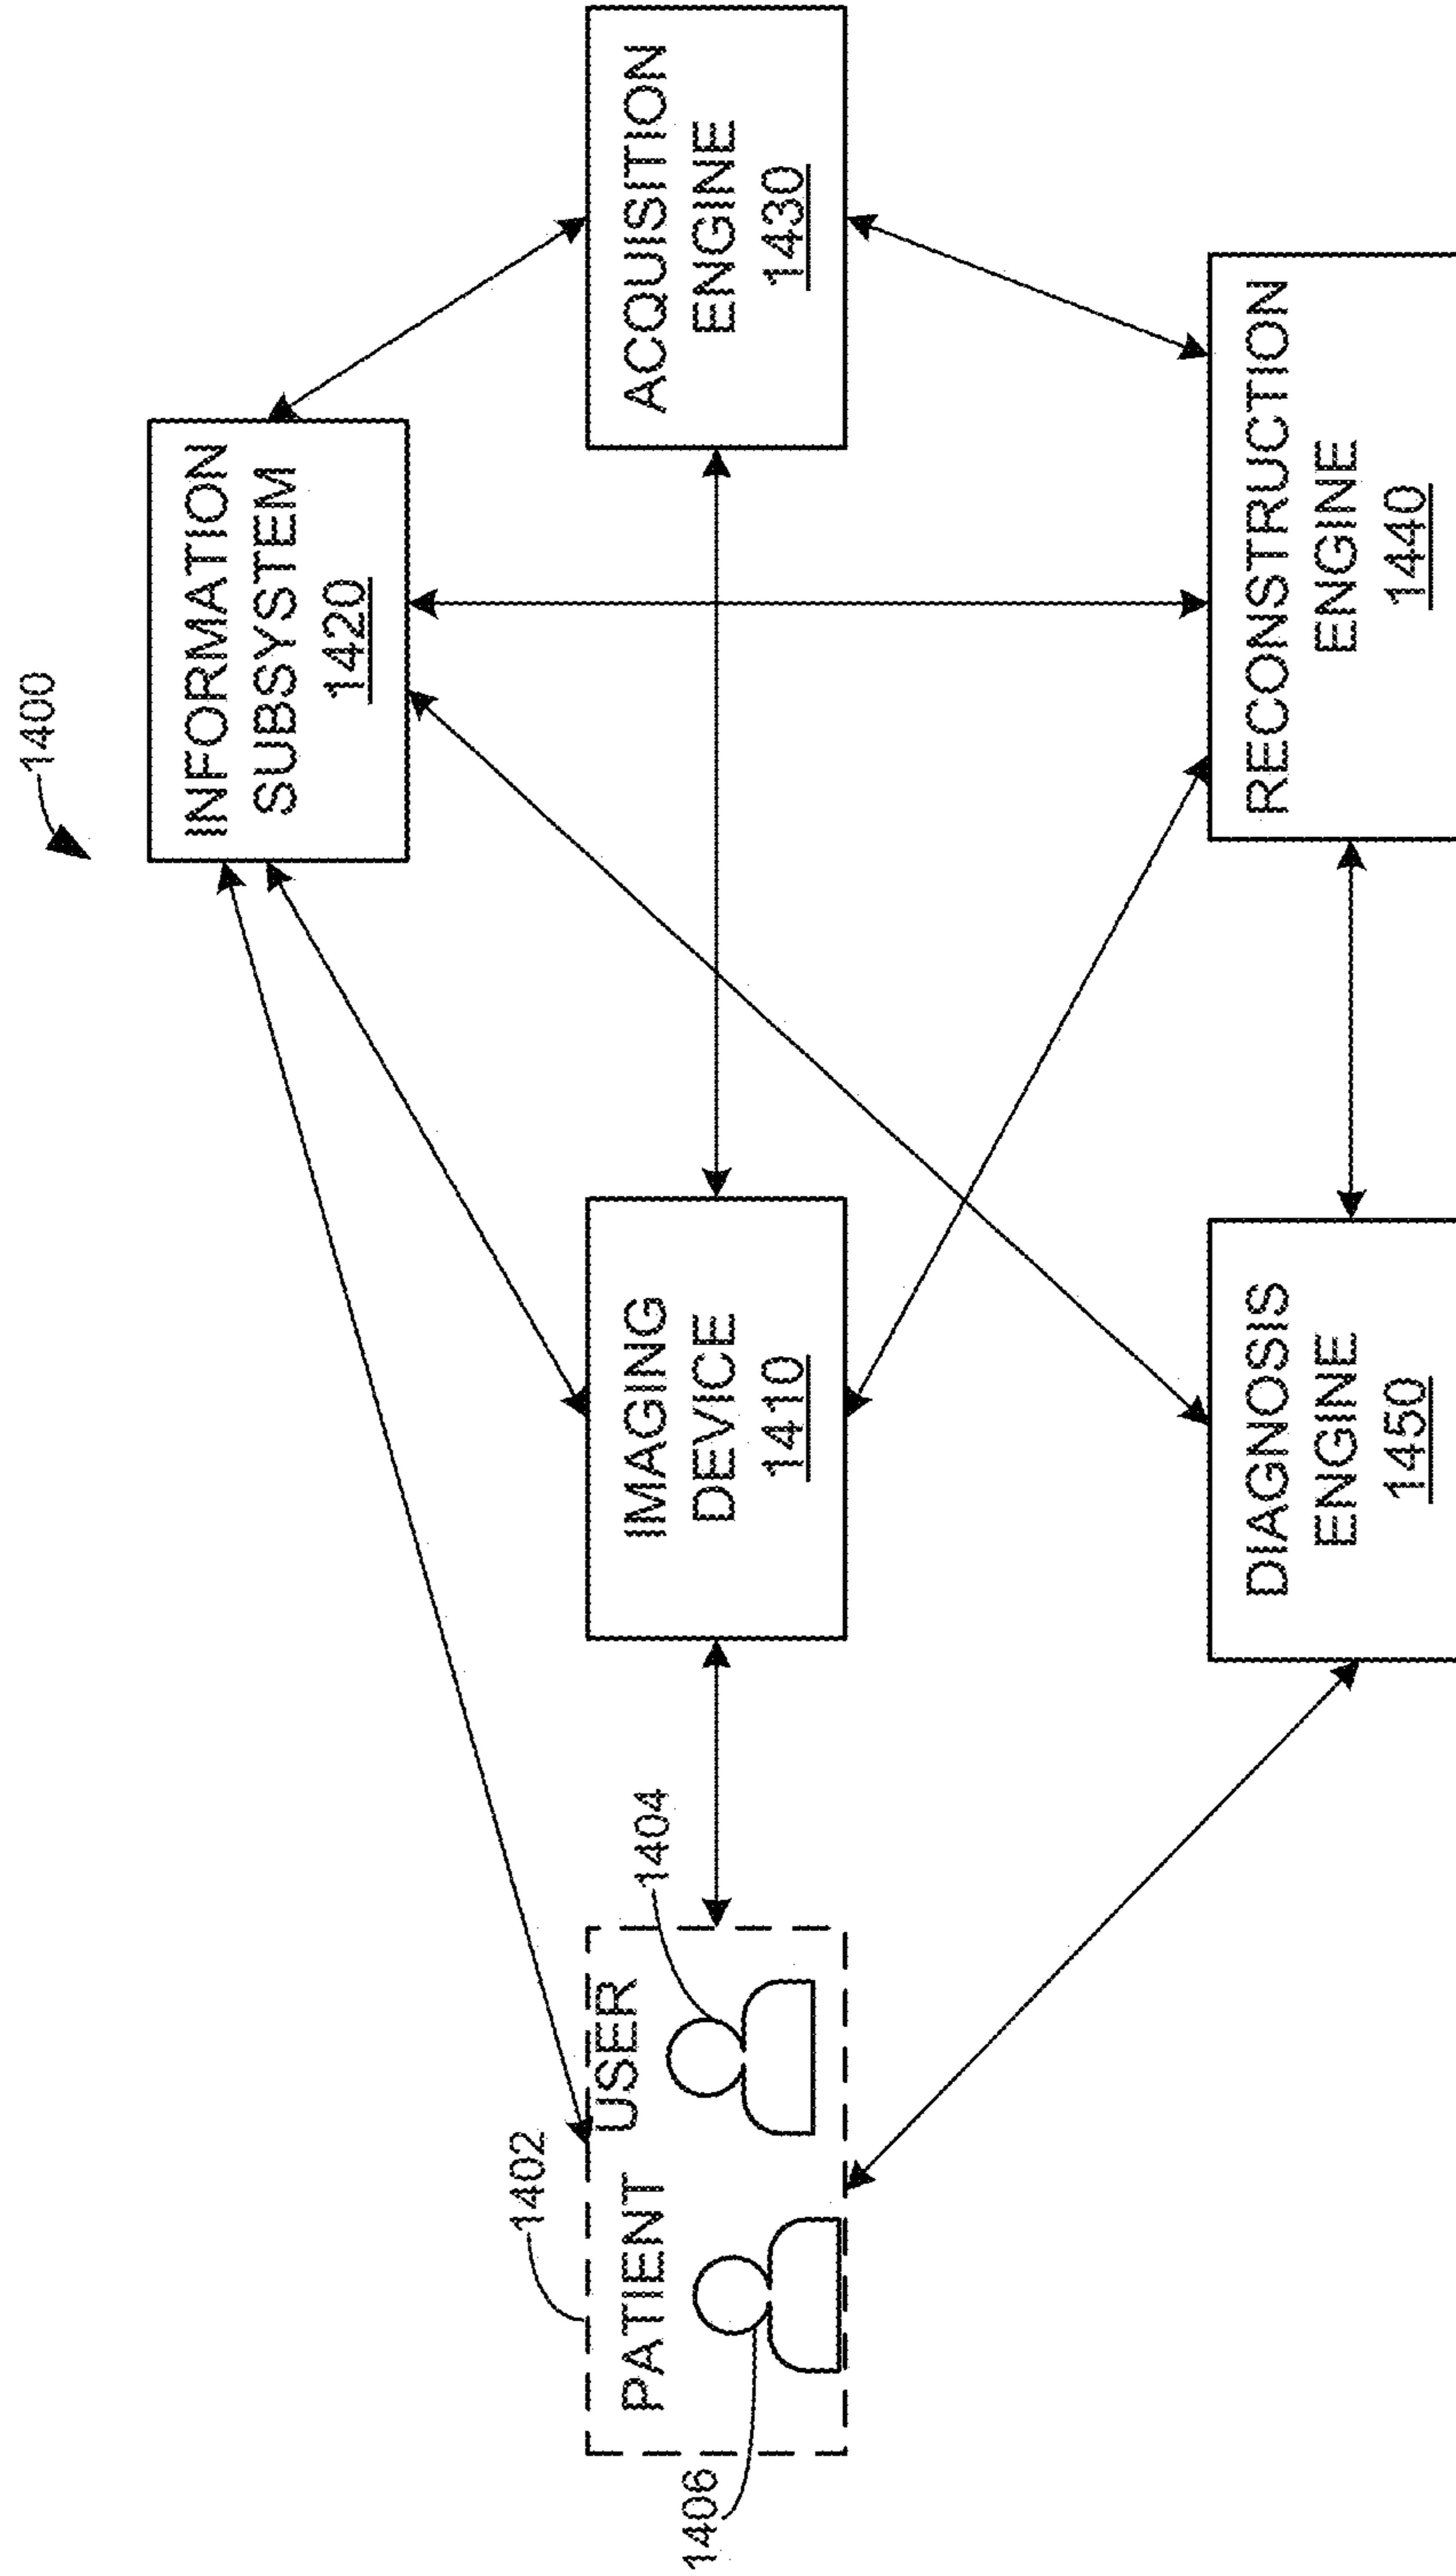 1400
INFORMATION
SUBSYSTEM
1420
1402
1404
1406
PATIENT
USER
IMAGING
DEVICE
1410
ACQUISITION
ENGINE
1430
DIAGNOSIS
ENGINE
1450
RECONSTRUCTION
ENGINE
1440